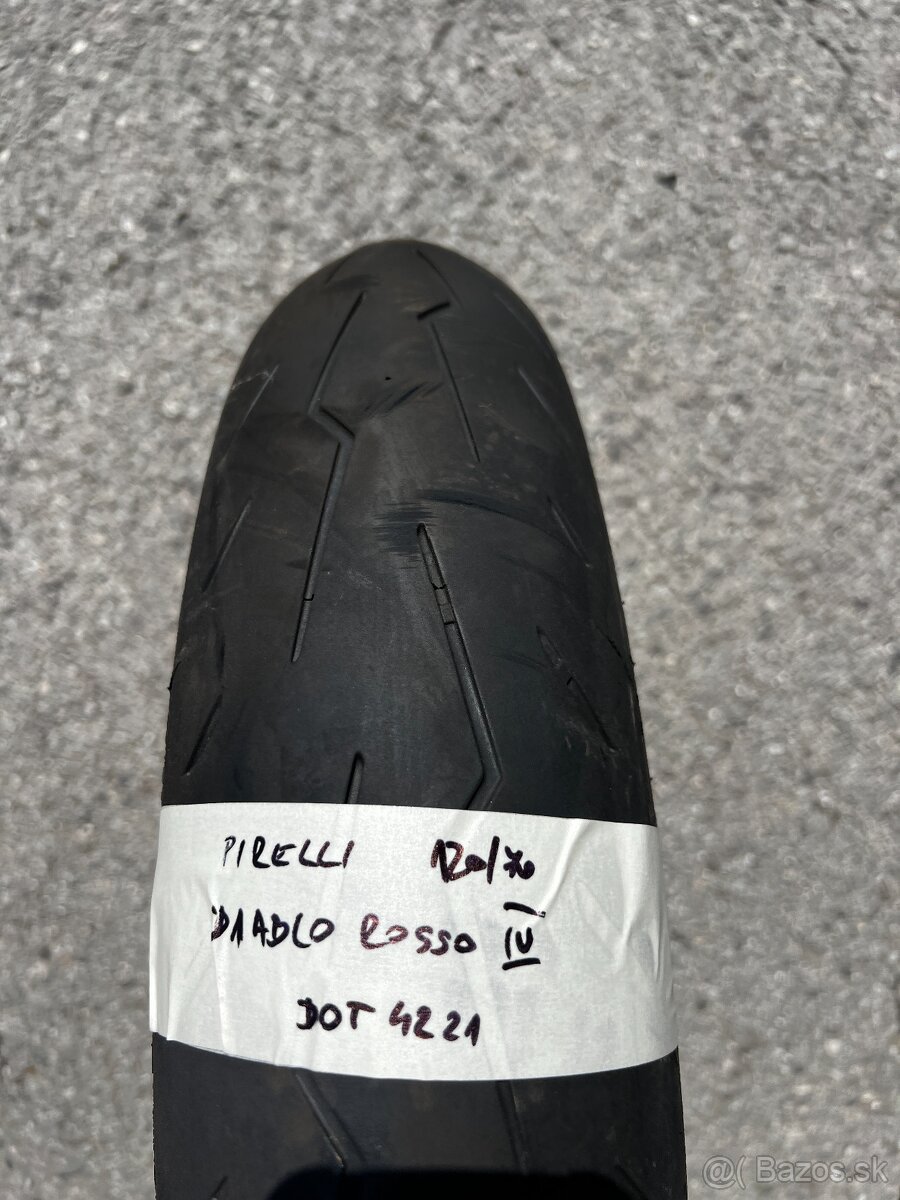 PIRELLI 120/70
DIABLO ROSSO IV
DOT 4221
@( Bazos.sk